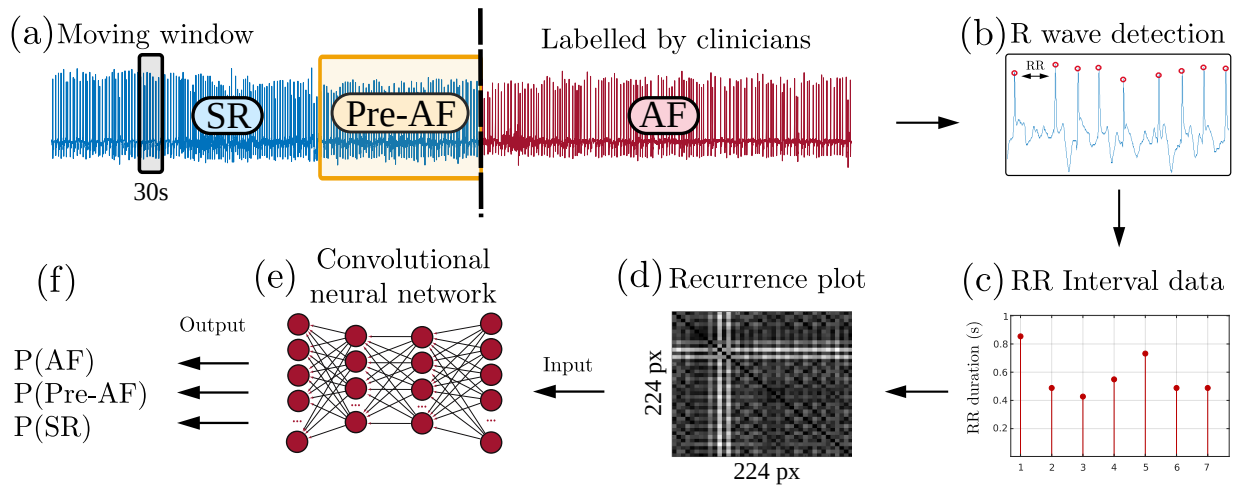 (a) Moving window
Labelled by clinicians
SR
Pre-AF
AF
30s
(b) R wave detection
RR
(c) RR Interval data
RR duration (s)
1
0.8
0.6
0.4
0.2
1 2 3 4 5 6 7
(d) Recurrence plot
224 px
224 px
Input
(e) Convolutional
neural network
...
...
...
...
(f)
Output
P(AF)
P(Pre-AF)
P(SR)